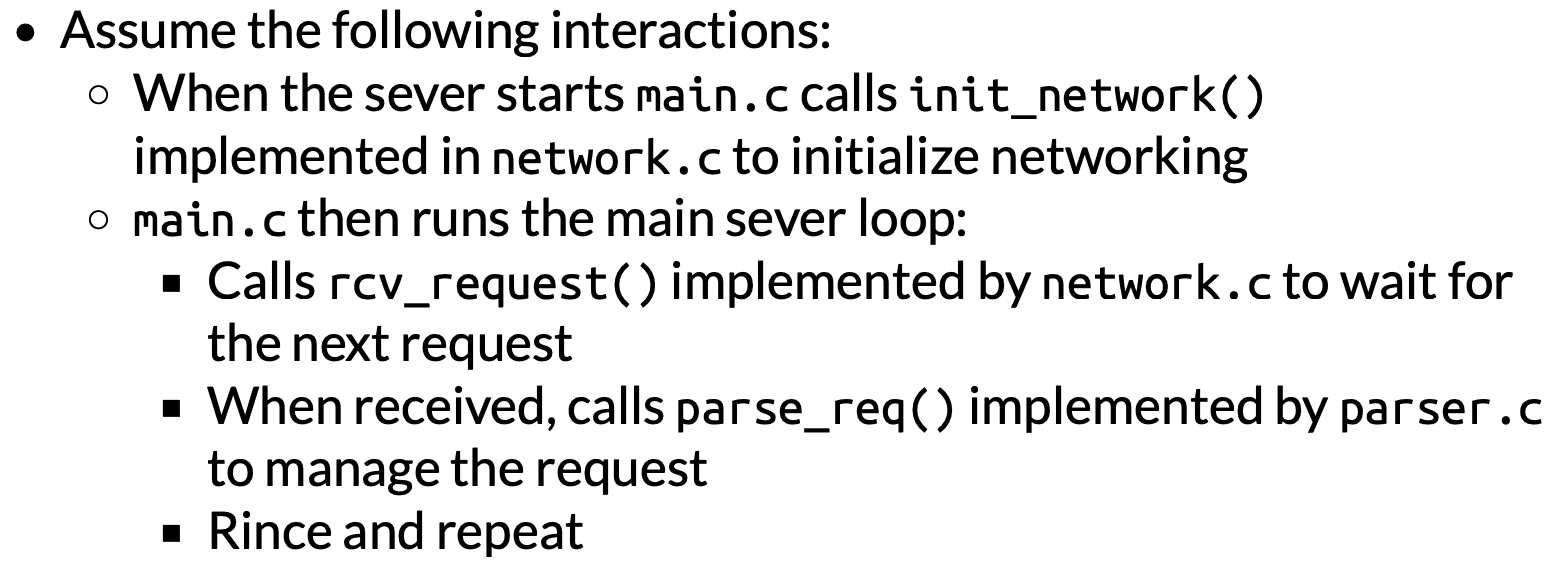 • Assume the following interactions:
○ When the sever starts main.c calls init_network()
implemented in network.c to initialize networking
○ main.c then runs the main sever loop:
▪ Calls rcv_request() implemented by network.c to wait for
the next request
▪ When received, calls parse_req() implemented by parser.c
to manage the request
▪ Rince and repeat